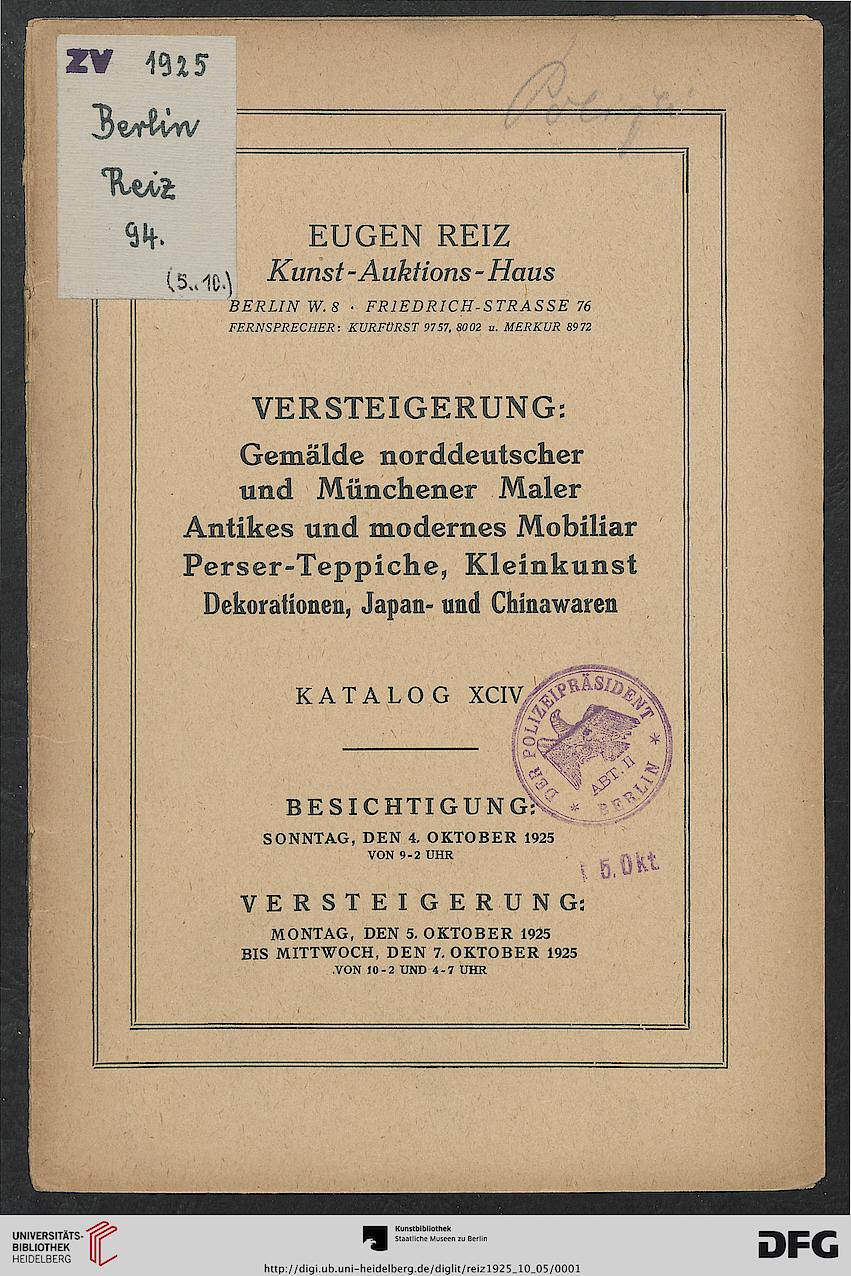 ZV 1925
Berlin
Reiz
94.
(5..10.)
EUGEN REIZ
Kunst-Auktions-Haus
BERLIN W. 8 · FRIEDRICH-STRASSE 76
FERNSPRECHER: KURFÜRST 9757, 8002 u. MERKUR 8972
VERSTEIGERUNG:
Gemälde norddeutscher
und Münchener Maler
Antikes und modernes Mobiliar
Perser-Teppiche, Kleinkunst
Dekorationen, Japan- und Chinawaren
KATALOG XCIV
DER POLIZEIPRÄSIDENT
ABT. II
* BERLIN *
BESICHTIGUNG:
SONNTAG, DEN 4. OKTOBER 1925
VON 9-2 UHR
5. Okt
VERSTEIGERUNG:
MONTAG, DEN 5. OKTOBER 1925
BIS MITTWOCH, DEN 7. OKTOBER 1925
VON 10-2 UND 4-7 UHR
UNIVERSITÄTS-
BIBLIOTHEK
HEIDELBERG
Kunstbibliothek
Staatliche Museen zu Berlin
DFG
http://digi.ub.uni-heidelberg.de/diglit/reiz1925_10_05/0001